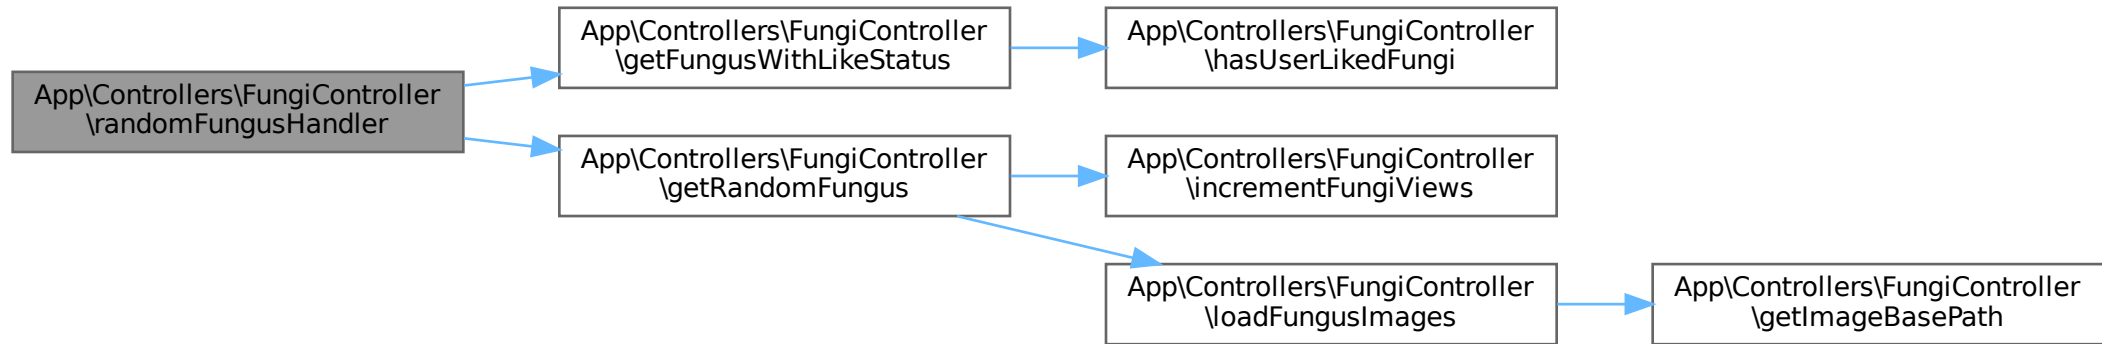 App\Controllers\FungiController
\randomFungusHandler
App\Controllers\FungiController
\getFungusWithLikeStatus
App\Controllers\FungiController
\hasUserLikedFungi
App\Controllers\FungiController
\getRandomFungus
App\Controllers\FungiController
\incrementFungiViews
App\Controllers\FungiController
\loadFungusImages
App\Controllers\FungiController
\getImageBasePath